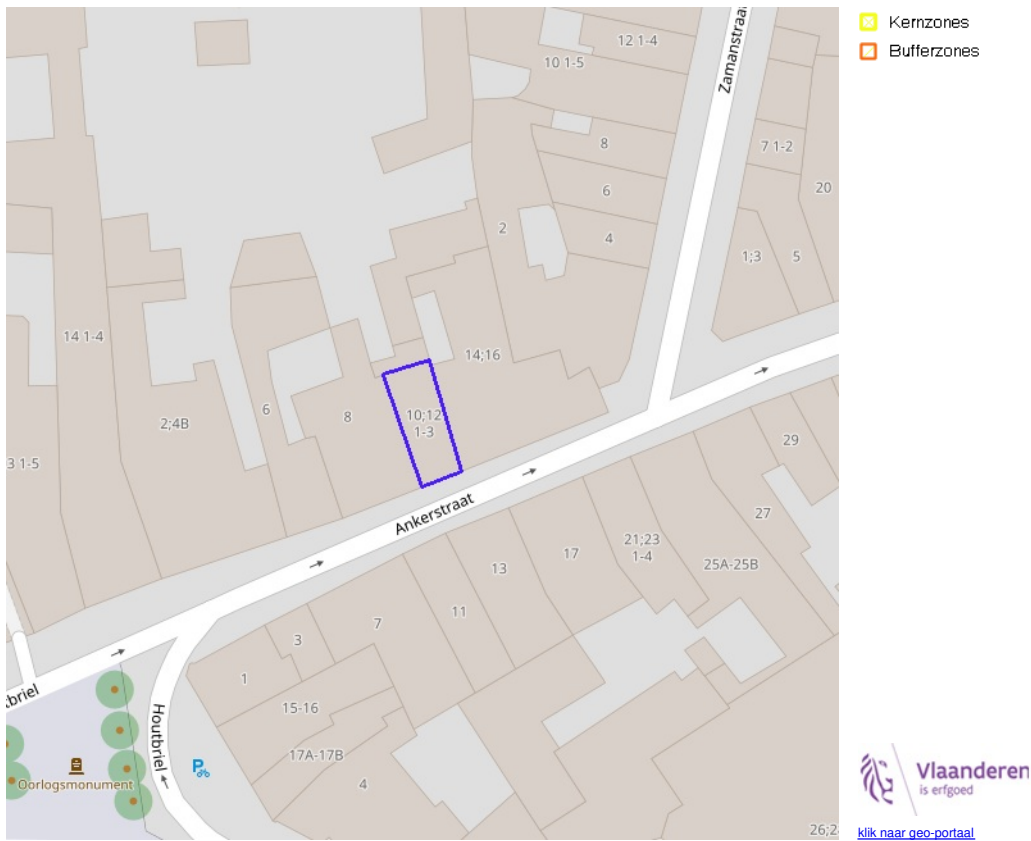 Kernzones
Bufferzones
12 1-4
10 1-5
Zamanstraat
8
7 1-2
6
20
2
4
1;3
5
14 1-4
14;16
6
8
10;12
1-3
2;4B
29
3 1-5
Ankerstraat
27
21;23
1-4
17
13
25A-25B
11
7
3
1
tbriel
15-16
Houtbriel
17A-17B
Oorlogsmonument
4
P
26;2
Vlaanderen
is erfgoed
klik naar geo-portaal